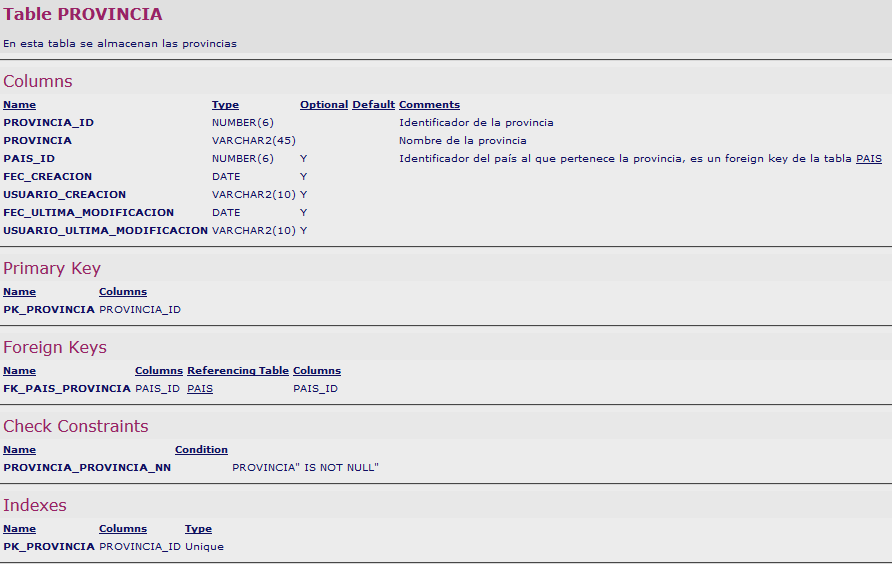 Table PROVINCIA
En esta tabla se almacenan las provincias
Columns
Name Type Optional Default Comments
PROVINCIA_ID NUMBER(6) Identificador de la provincia
PROVINCIA VARCHAR2(45) Nombre de la provincia
PAIS_ID NUMBER(6) Y Identificador del país al que pertenece la provincia, es un foreign key de la tabla PAIS
FEC_CREACION DATE Y
USUARIO_CREACION VARCHAR2(10) Y
FEC_ULTIMA_MODIFICACION DATE Y
USUARIO_ULTIMA_MODIFICACION VARCHAR2(10) Y
Primary Key
Name Columns
PK_PROVINCIA PROVINCIA_ID
Foreign Keys
Name Columns Referencing Table Columns
FK_PAIS_PROVINCIA PAIS_ID PAIS PAIS_ID
Check Constraints
Name Condition
PROVINCIA_PROVINCIA_NN PROVINCIA" IS NOT NULL"
Indexes
Name Columns Type
PK_PROVINCIA PROVINCIA_ID Unique